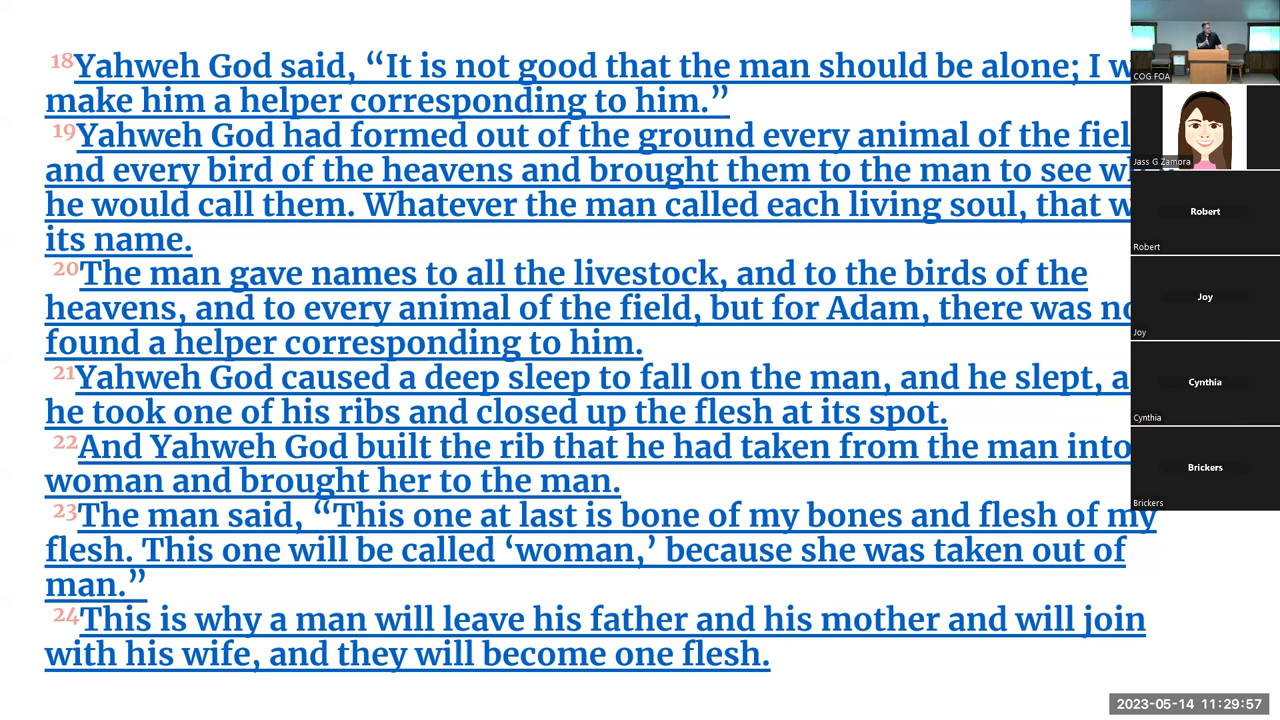 18Yahweh God said, “It is not good that the man should be alone; I
make him a helper corresponding to him.”
19Yahweh God had formed out of the ground every animal of the
and every bird of the heavens and brought them to the man to see
he would call them. Whatever the man called each living soul, that
its name.
20The man gave names to all the livestock, and to the birds of the
heavens, and to every animal of the field, but for Adam, there was
found a helper corresponding to him.
21Yahweh God caused a deep sleep to fall on the man, and he slept,
he took one of his ribs and closed up the flesh at its spot.
22And Yahweh God built the rib that he had taken from the man into
woman and brought her to the man.
23The man said, “This one at last is bone of my bones and flesh of my
flesh. This one will be called ‘woman,’ because she was taken out of
man.”
24This is why a man will leave his father and his mother and will join
with his wife, and they will become one flesh.
COG FOA
Jass G Zamora
Robert
Robert
Joy
Joy
Cynthia
Cynthia
Brickers
Brickers
2023-05-14 11:29:57